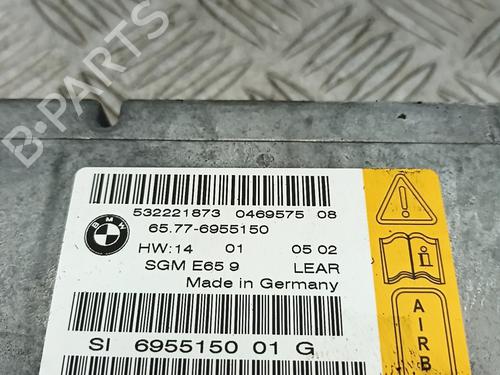 B-PARTS
532221873 0469575 08
65.77-6955150
BMW
HW:14 01 05 02
SGM E65 9 LEAR
Made in Germany
SI 6955150 01 G
AIRB